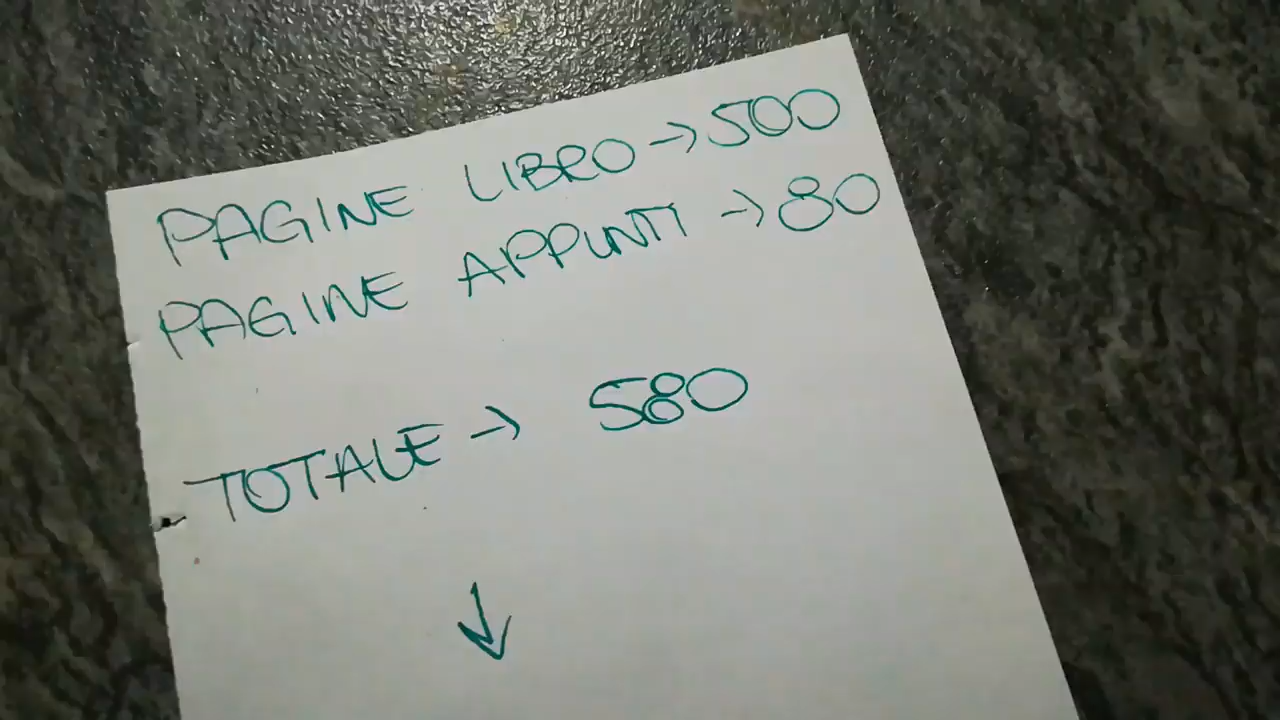 PAGINE LIBRO → 500
PAGINE APPUNTI → 80
TOTALE → 580
↓